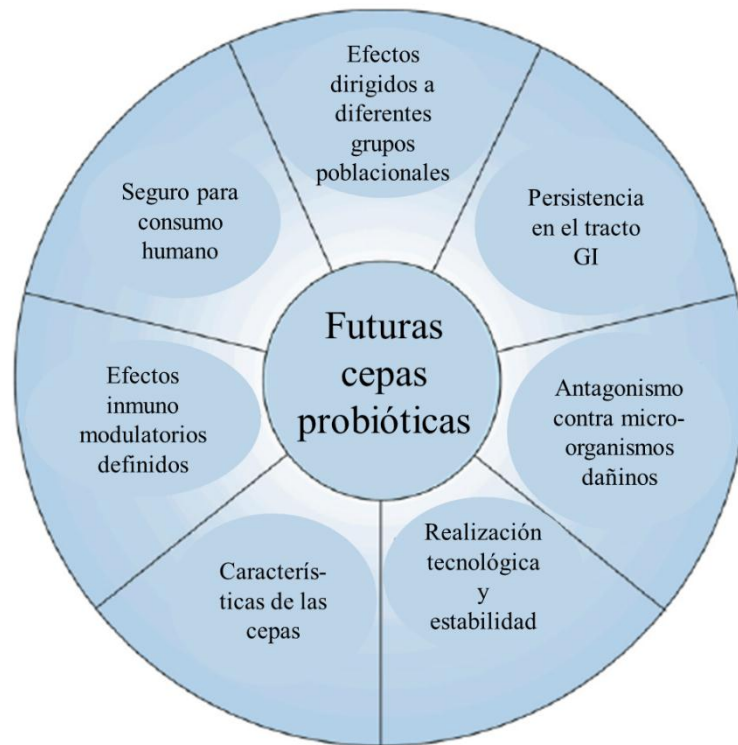 Efectos
dirigidos a
diferentes
grupos
poblacionales
Persistencia
en el tracto
GI
Antagonismo
contra micro-
organismos
dañinos
Realización
tecnológica
y
estabilidad
Caracterís-
ticas de las
cepas
Efectos
inmuno
modulatorios
definidos
Seguro para
consumo
humano
Futuras
cepas
probióticas